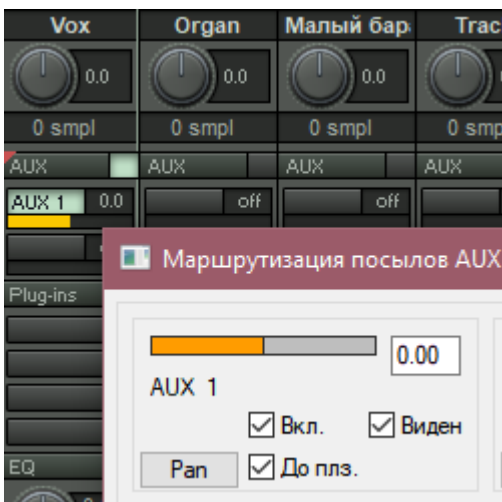 Vox Organ Малый бар Trac
0.0 0.0 0.0
0 smpl 0 smpl 0 smpl 0 smp
AUX AUX AUX AUX
AUX 1 0.0 off off
Маршрутизация посылов AUX
Plug-ins
0.00
AUX 1
Вкл. Виден
EQ Pan До плз.